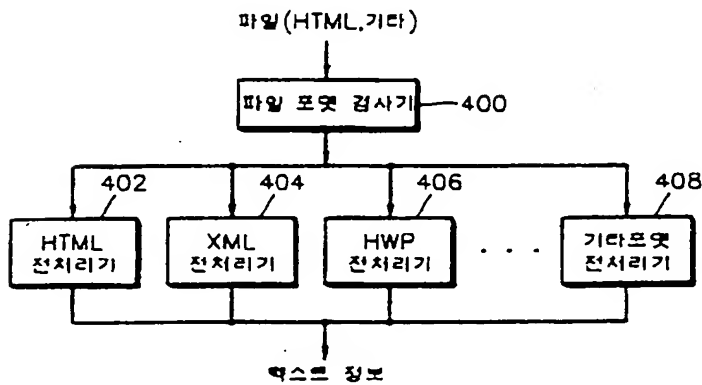 파일(HTML,기타)
파일 포맷 검사기
400
402
404
406
408
HTML
전처리기
XML
전처리기
HWP
전처리기
. . .
기타포맷
전처리기
텍스트 정보